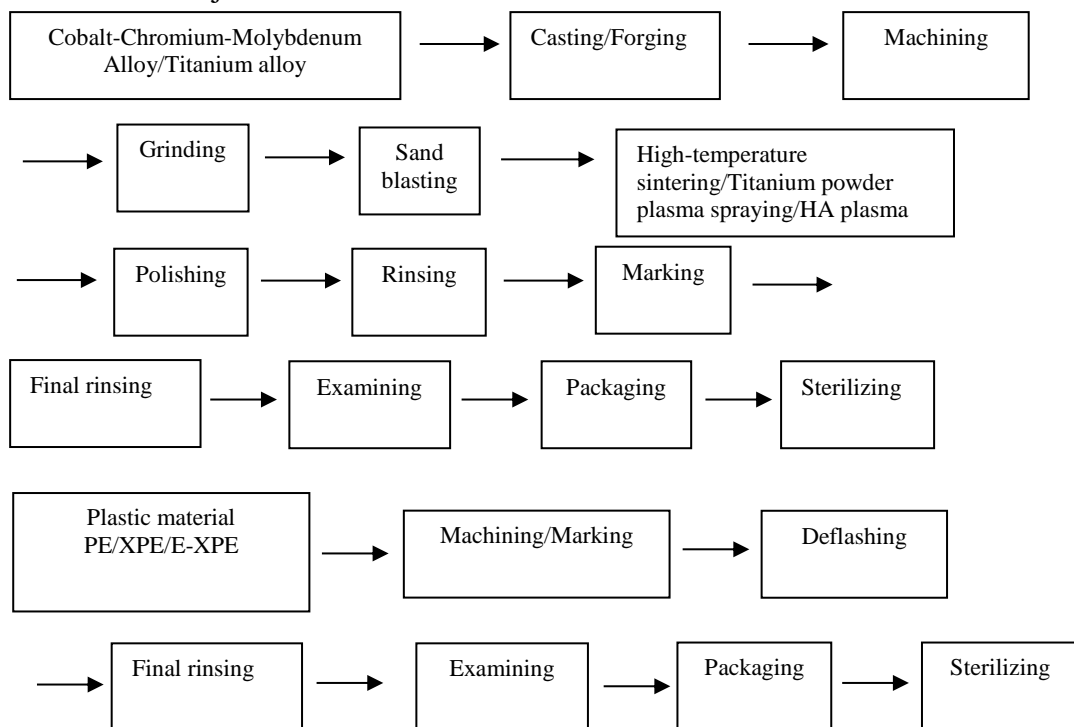 Cobalt-Chromium-Molybdenum
Alloy/Titanium alloy
Casting/Forging
Machining
Grinding
Sand
blasting
High-temperature
sintering/Titanium powder
plasma spraying/HA plasma
Polishing
Rinsing
Marking
Final rinsing
Examining
Packaging
Sterilizing
Plastic material
PE/XPE/E-XPE
Machining/Marking
Deflashing
Final rinsing
Examining
Packaging
Sterilizing